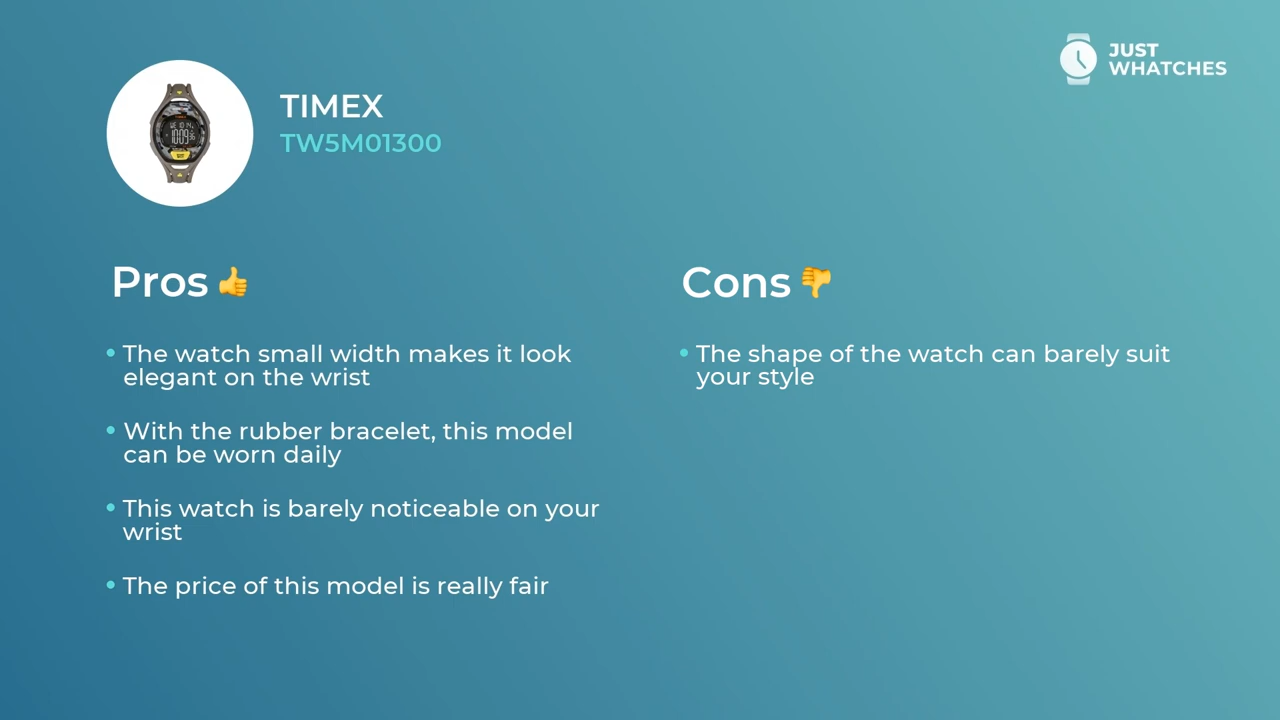 JUST
WHATCHES
TIMEX
TW5M01300
Pros
The watch small width makes it look
elegant on the wrist
With the rubber bracelet, this model
can be worn daily
This watch is barely noticeable on your
wrist
The price of this model is really fair
Cons
The shape of the watch can barely suit
your style